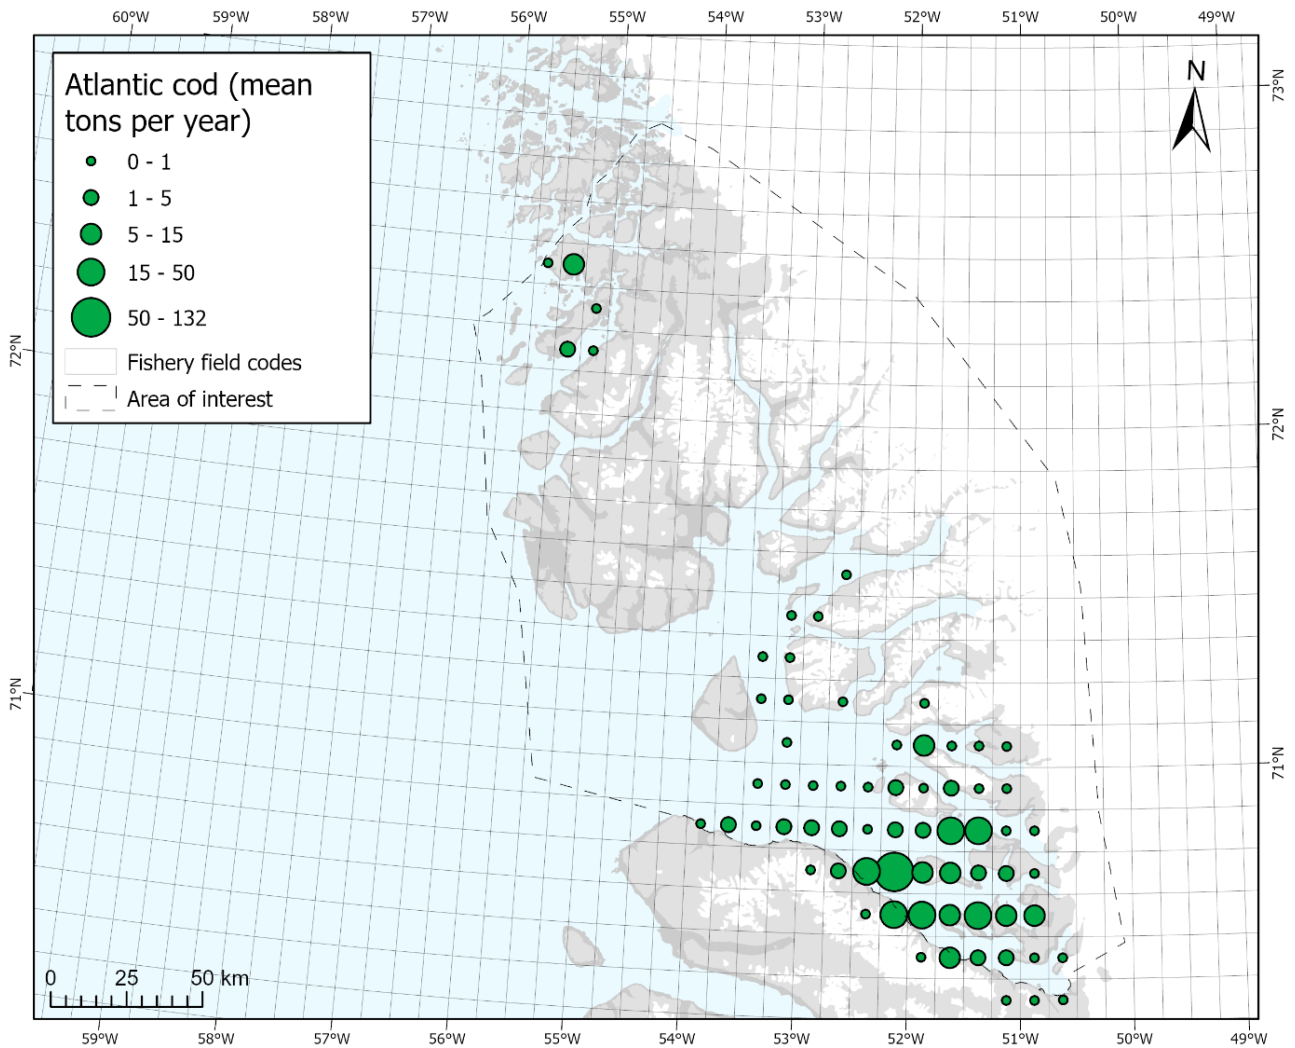 60°W 59°W 58°W 57°W 56°W 55°W 54°W 53°W 52°W 51°W 50°W 49°W
N
73°N
Atlantic cod (mean
tons per year)
0 - 1
1 - 5
5 - 15
15 - 50
50 - 132
Fishery field codes
Area of interest
72°N
72°N
71°N
71°N
0 25 50 km
59°W 58°W 57°W 56°W 55°W 54°W 53°W 52°W 51°W 50°W 49°W